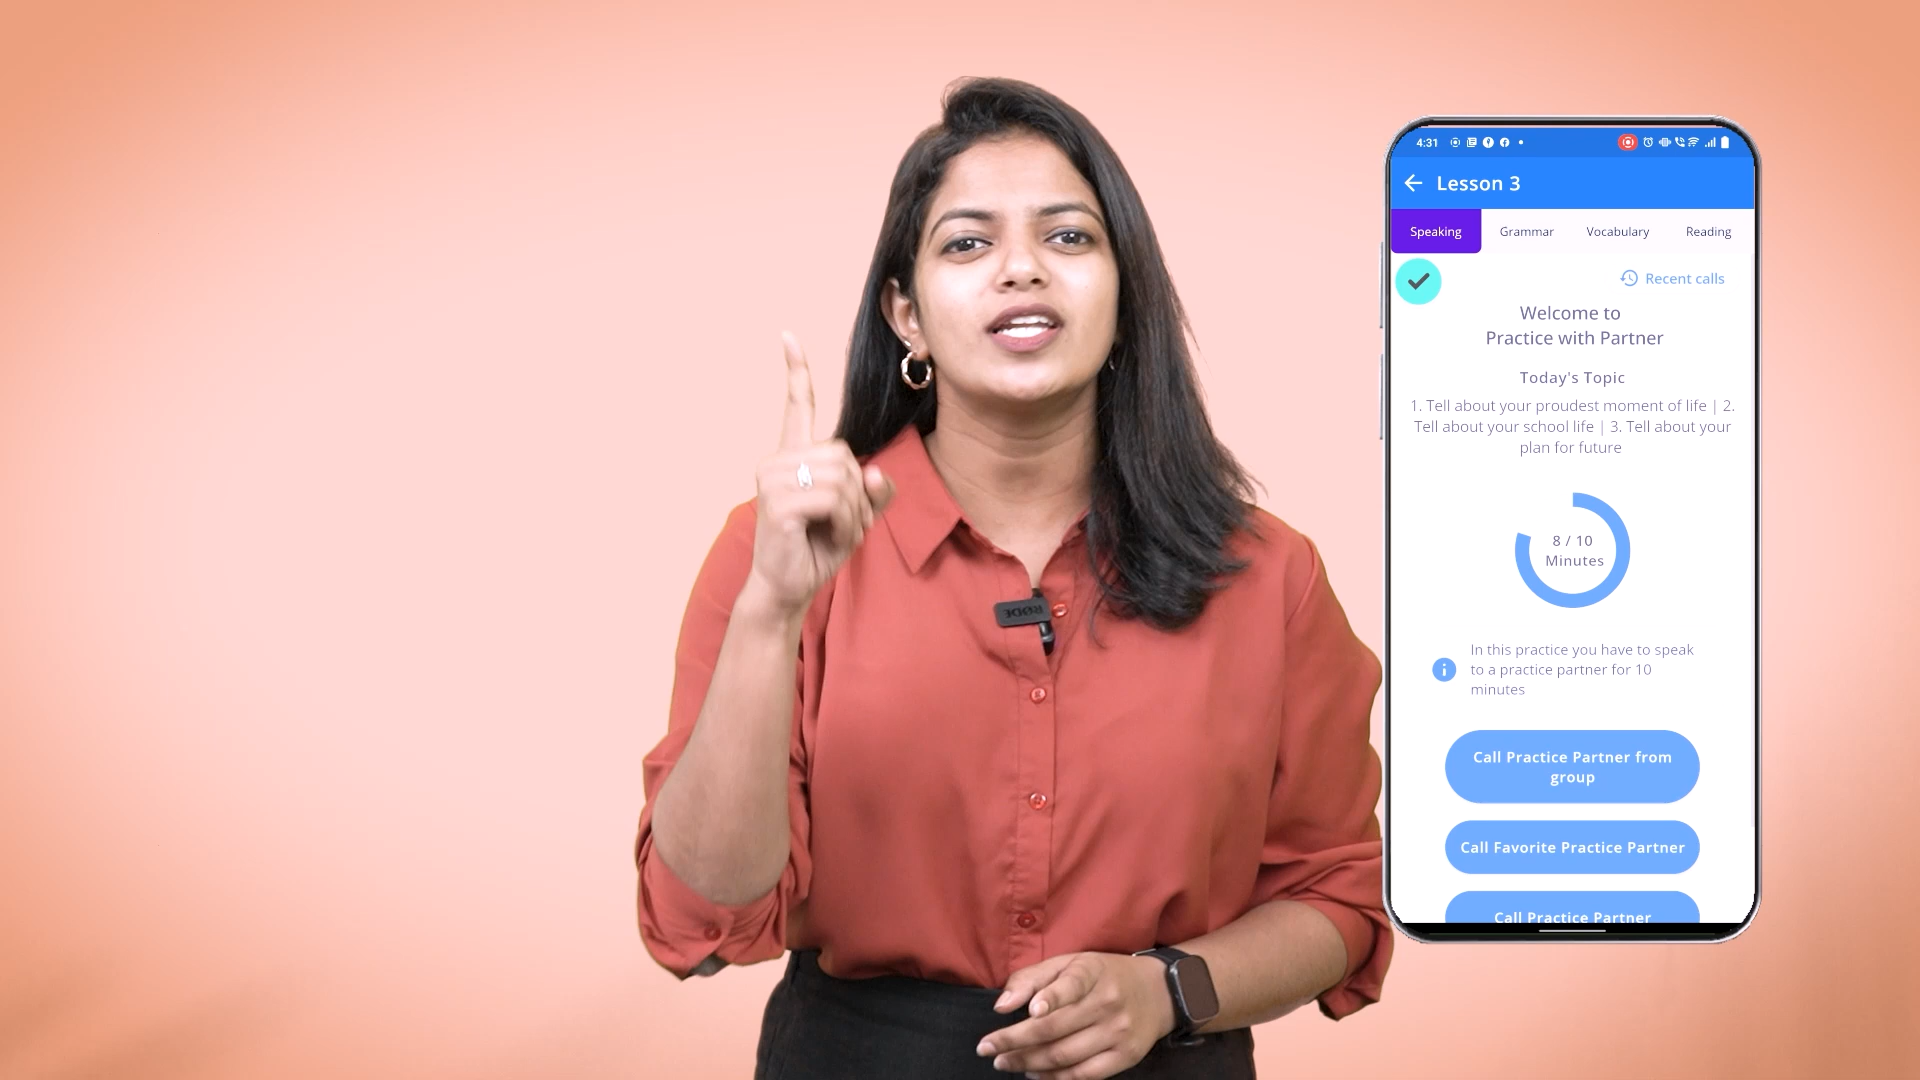 4:31
Lesson 3
Speaking Grammar Vocabulary Reading
Recent calls
Welcome to
Practice with Partner
Today's Topic
1. Tell about your proudest moment of life | 2.
Tell about your school life | 3. Tell about your
plan for future
8 / 10
Minutes
In this practice you have to speak
to a practice partner for 10
minutes
Call Practice Partner from
group
Call Favorite Practice Partner
Call Practice Partner
RØDE